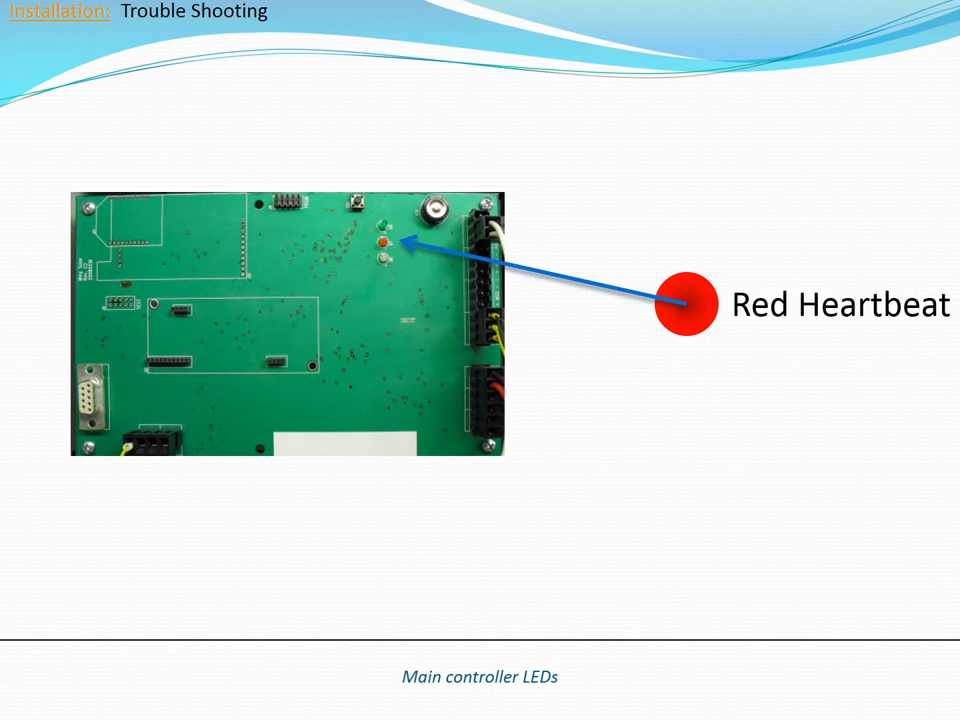 Installation: Trouble Shooting
Red Heartbeat
Main controller LEDs